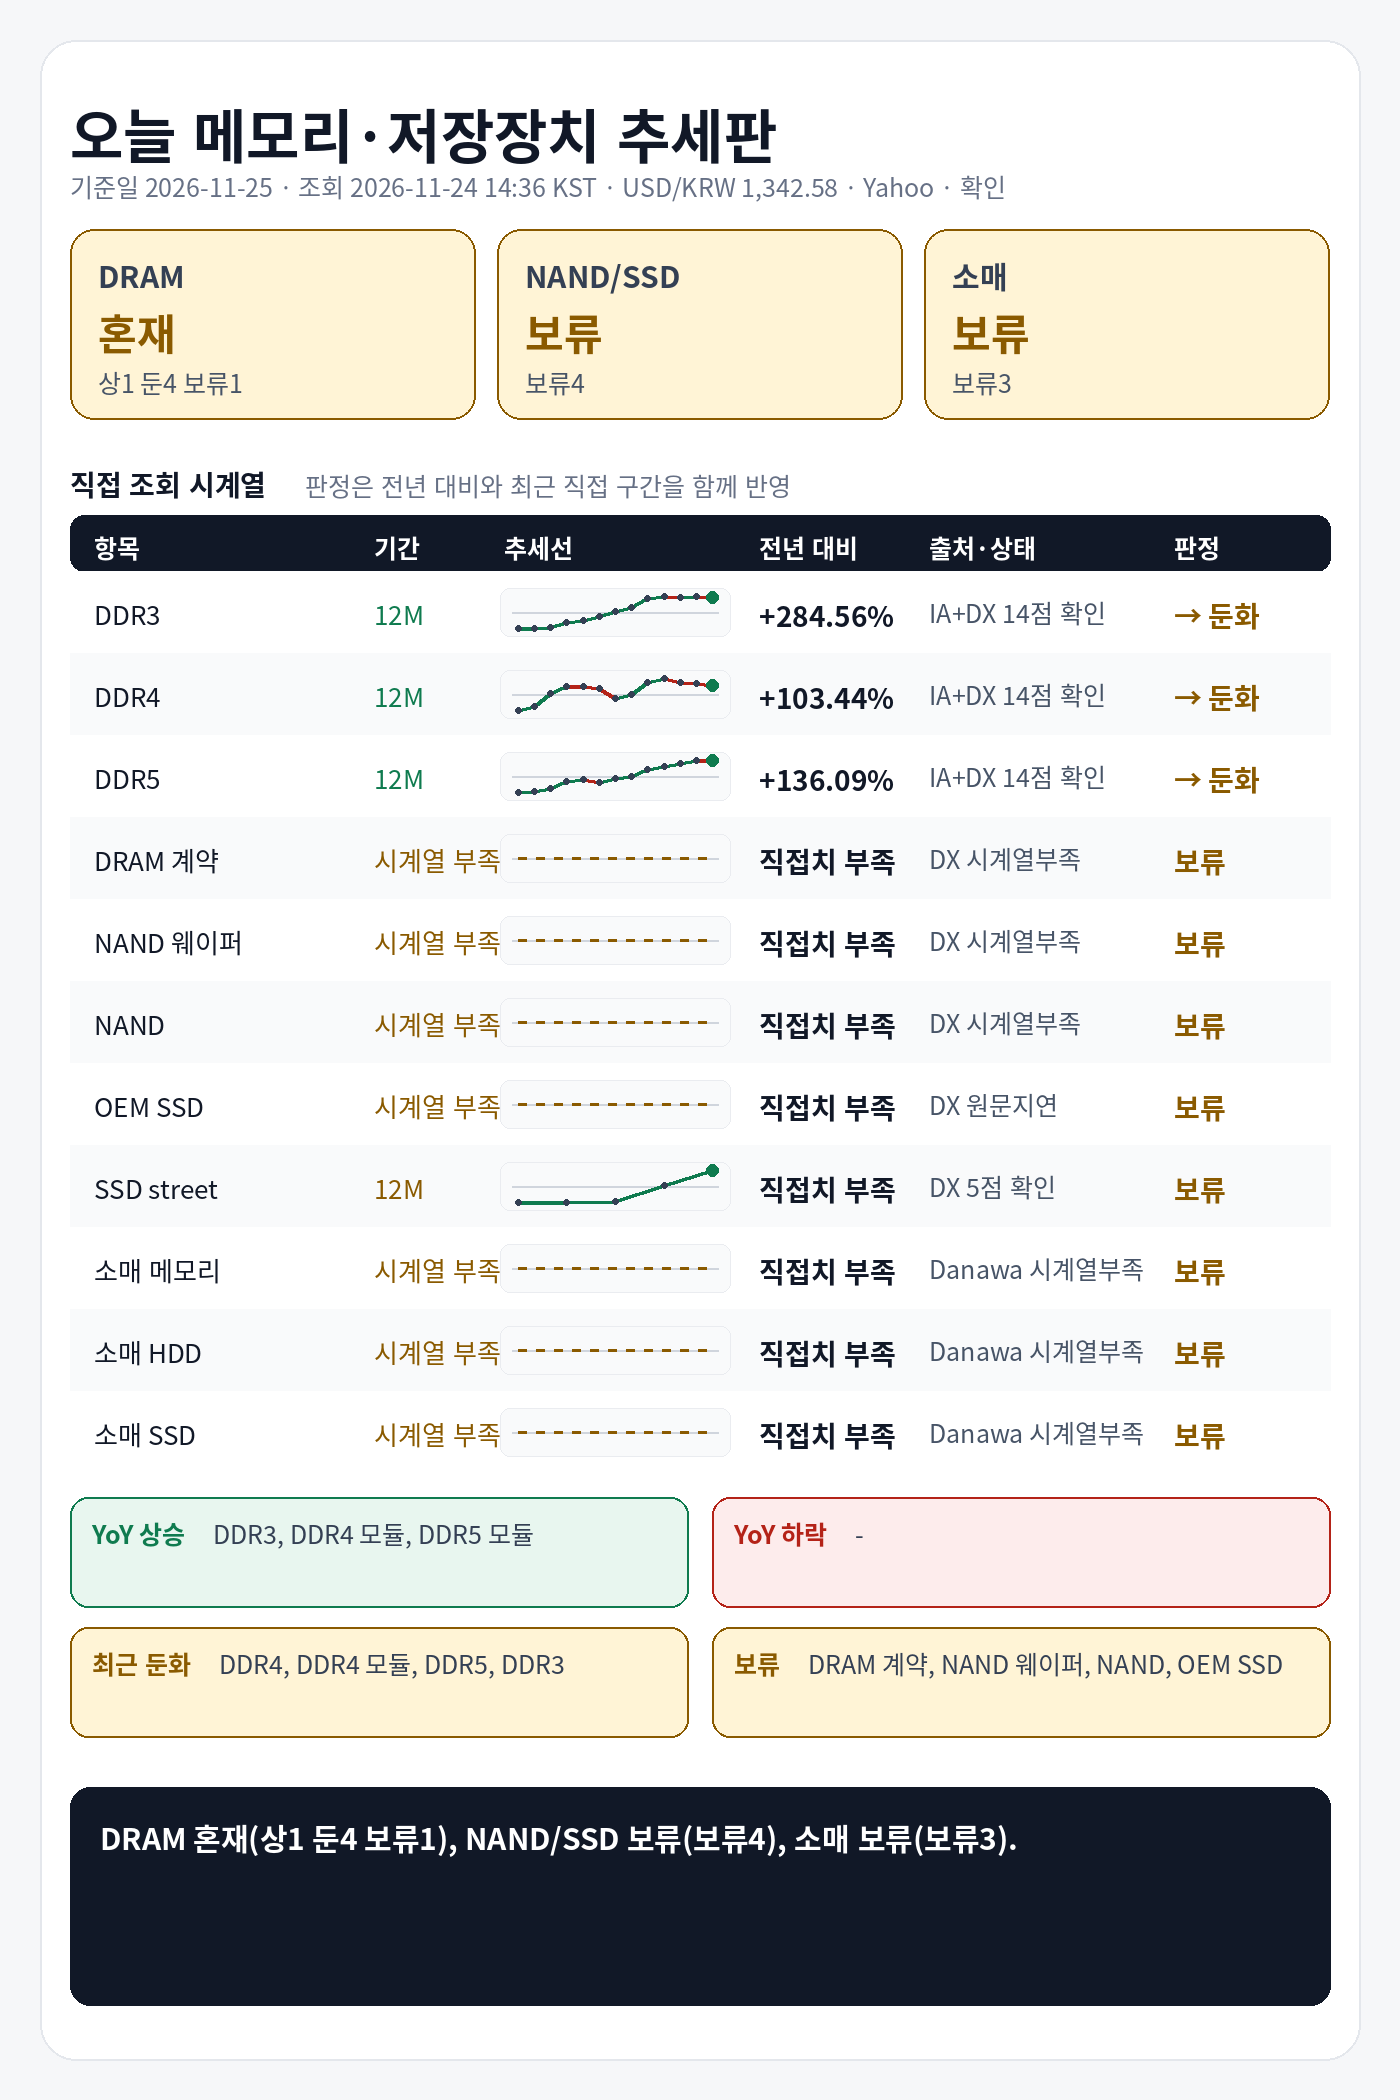 오늘 메모리·저장장치 추세판
기준일 2026-11-25 · 조회 2026-11-24 14:36 KST · USD/KRW 1,342.58 · Yahoo · 확인
DRAM
혼재
상1 둔4 보류1
NAND/SSD
보류
보류4
소매
보류
보류3
직접 조회 시계열 판정은 전년 대비와 최근 직접 구간을 함께 반영
항목 기간 추세선 전년 대비 출처·상태 판정
DDR3 12M +284.56% IA+DX 14점 확인 → 둔화
DDR4 12M +103.44% IA+DX 14점 확인 → 둔화
DDR5 12M +136.09% IA+DX 14점 확인 → 둔화
DRAM 계약 시계열 부족 직접치 부족 DX 시계열부족 보류
NAND 웨이퍼 시계열 부족 직접치 부족 DX 시계열부족 보류
NAND 시계열 부족 직접치 부족 DX 시계열부족 보류
OEM SSD 시계열 부족 직접치 부족 DX 원문지연 보류
SSD street 12M 직접치 부족 DX 5점 확인 보류
소매 메모리 시계열 부족 직접치 부족 Danawa 시계열부족 보류
소매 HDD 시계열 부족 직접치 부족 Danawa 시계열부족 보류
소매 SSD 시계열 부족 직접치 부족 Danawa 시계열부족 보류
YoY 상승 DDR3, DDR4 모듈, DDR5 모듈
YoY 하락 -
최근 둔화 DDR4, DDR4 모듈, DDR5, DDR3
보류 DRAM 계약, NAND 웨이퍼, NAND, OEM SSD
DRAM 혼재(상1 둔4 보류1), NAND/SSD 보류(보류4), 소매 보류(보류3).